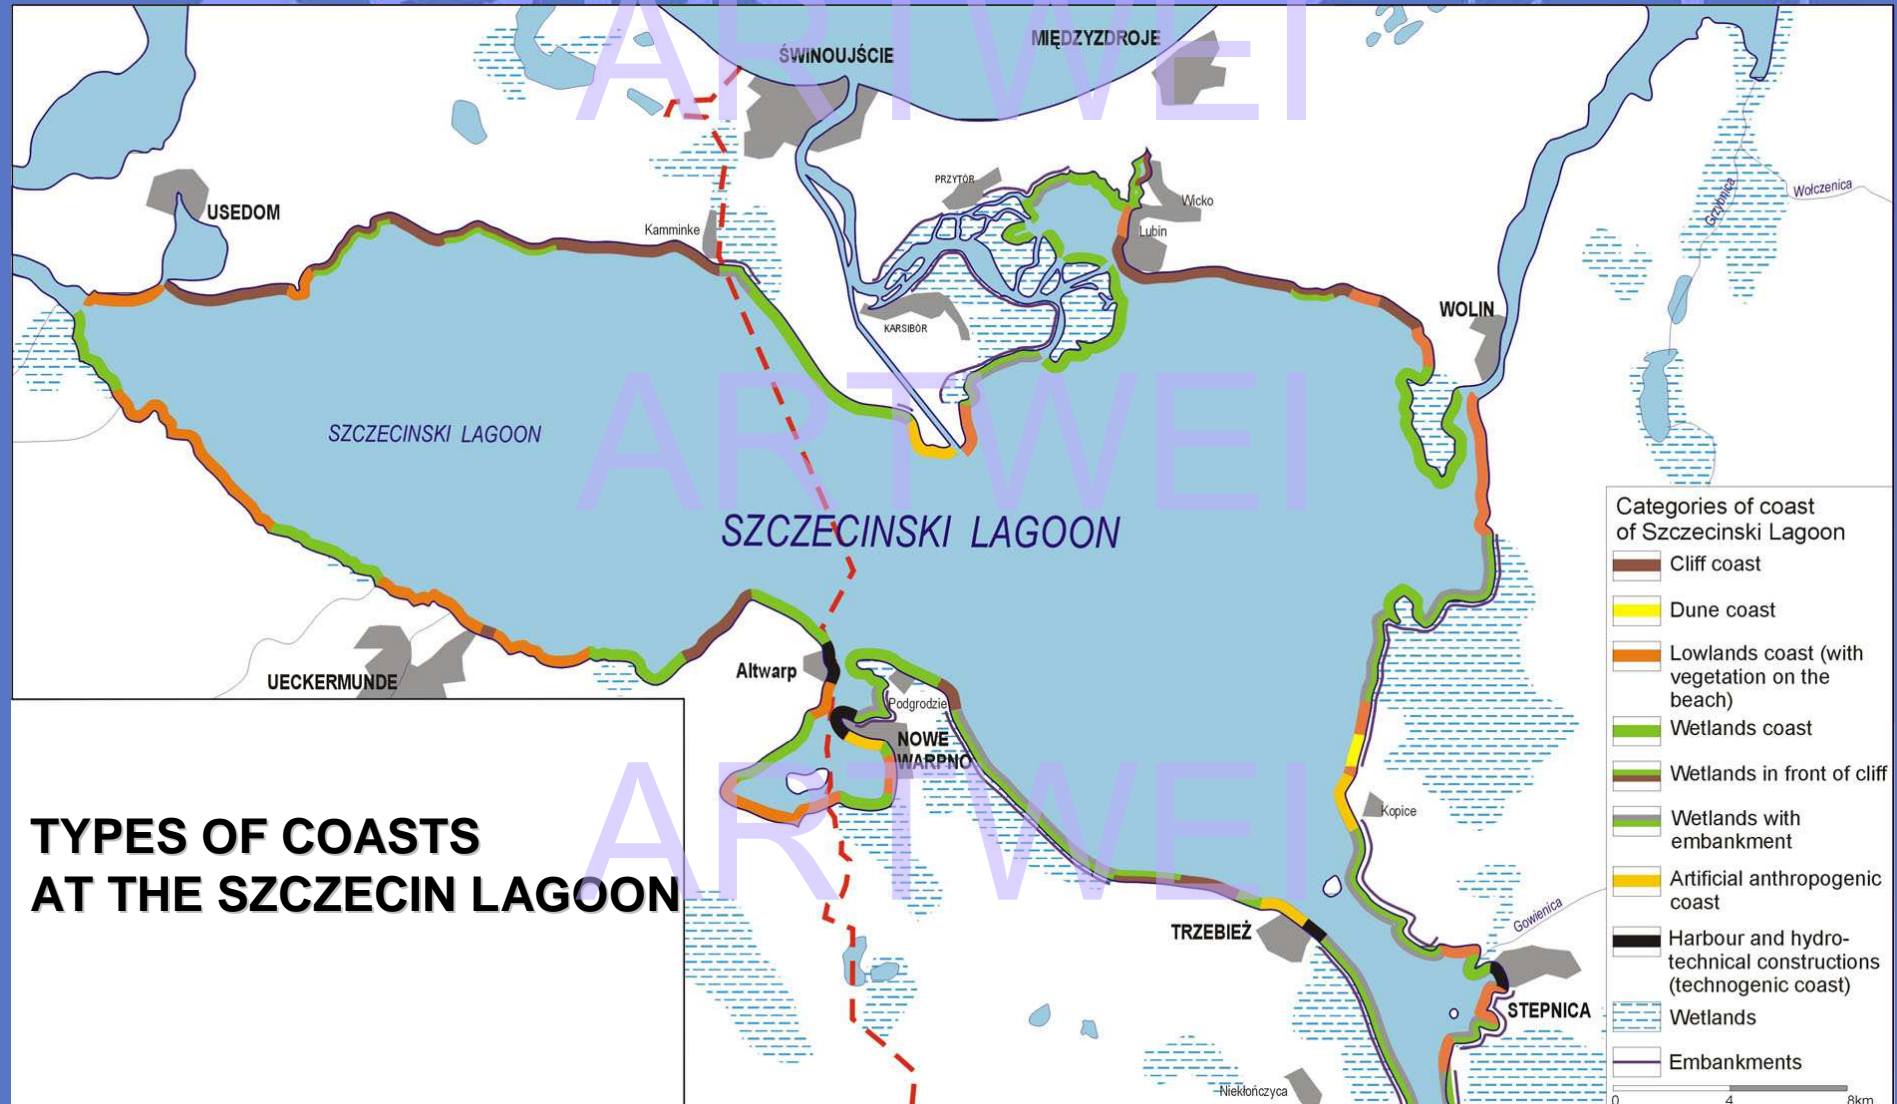 ARTWEI
ŚWINOUJŚCIE
MIĘDZYZDROJE
USEDOM
Kamminke
PRZYTÓR
Wicko
Lubin
KARSIBÓR
WOLIN
Grzybnica
Wołczenica
ARTWEI
SZCZECINSKI LAGOON
SZCZECINSKI LAGOON
UECKERMUNDE
Altwarp
Podgrodzie
NOWE
WARPNO
ARTWEI
Kopice
TRZEBIEŻ
Gowienica
STEPNICA
Niekłończyca
TYPES OF COASTS
AT THE SZCZECIN LAGOON
Categories of coast
of Szczecinski Lagoon
Cliff coast
Dune coast
Lowlands coast (with
vegetation on the
beach)
Wetlands coast
Wetlands in front of cliff
Wetlands with
embankment
Artificial anthropogenic
coast
Harbour and hydro-
technical constructions
(technogenic coast)
Wetlands
Embankments
0 4 8km